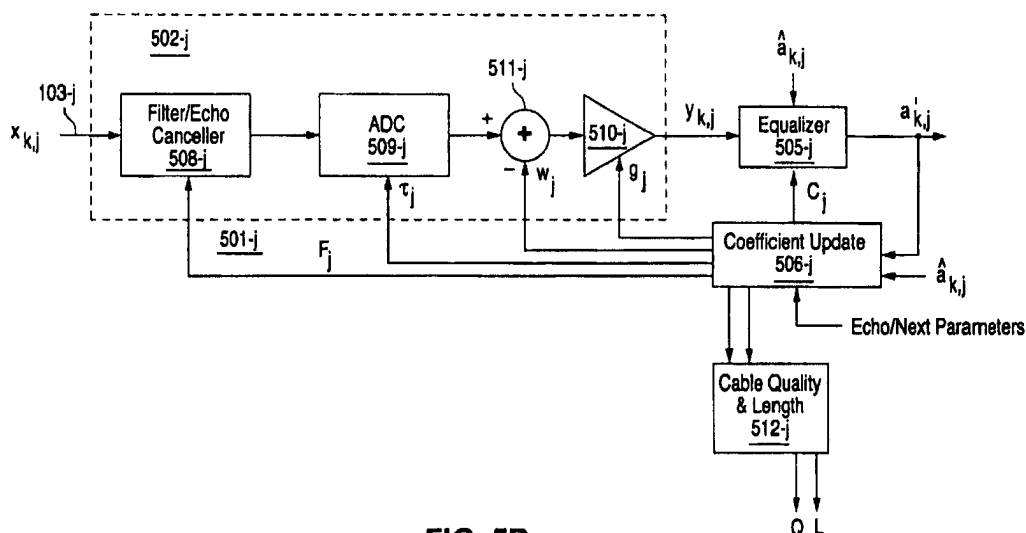 502-j
511-j
â k,j
103-j
x k,j
Filter/Echo
Canceller
508-j
ADC
509-j
+
+
−
510-j
y k,j
Equalizer
505-j
a' k,j
τ j
w j
g j
C j
501-j
F j
Coefficient Update
506-j
â k,j
Echo/Next Parameters
Cable Quality
& Length
512-j
Q L